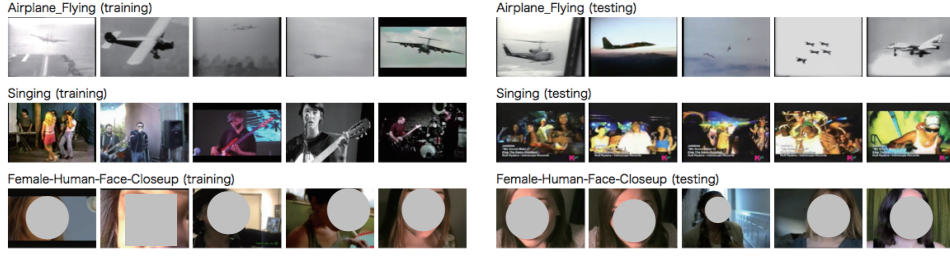 Airplane_Flying (training)
Airplane_Flying (testing)
Singing (training)
Singing (testing)
Female-Human-Face-Closeup (training)
Female-Human-Face-Closeup (testing)